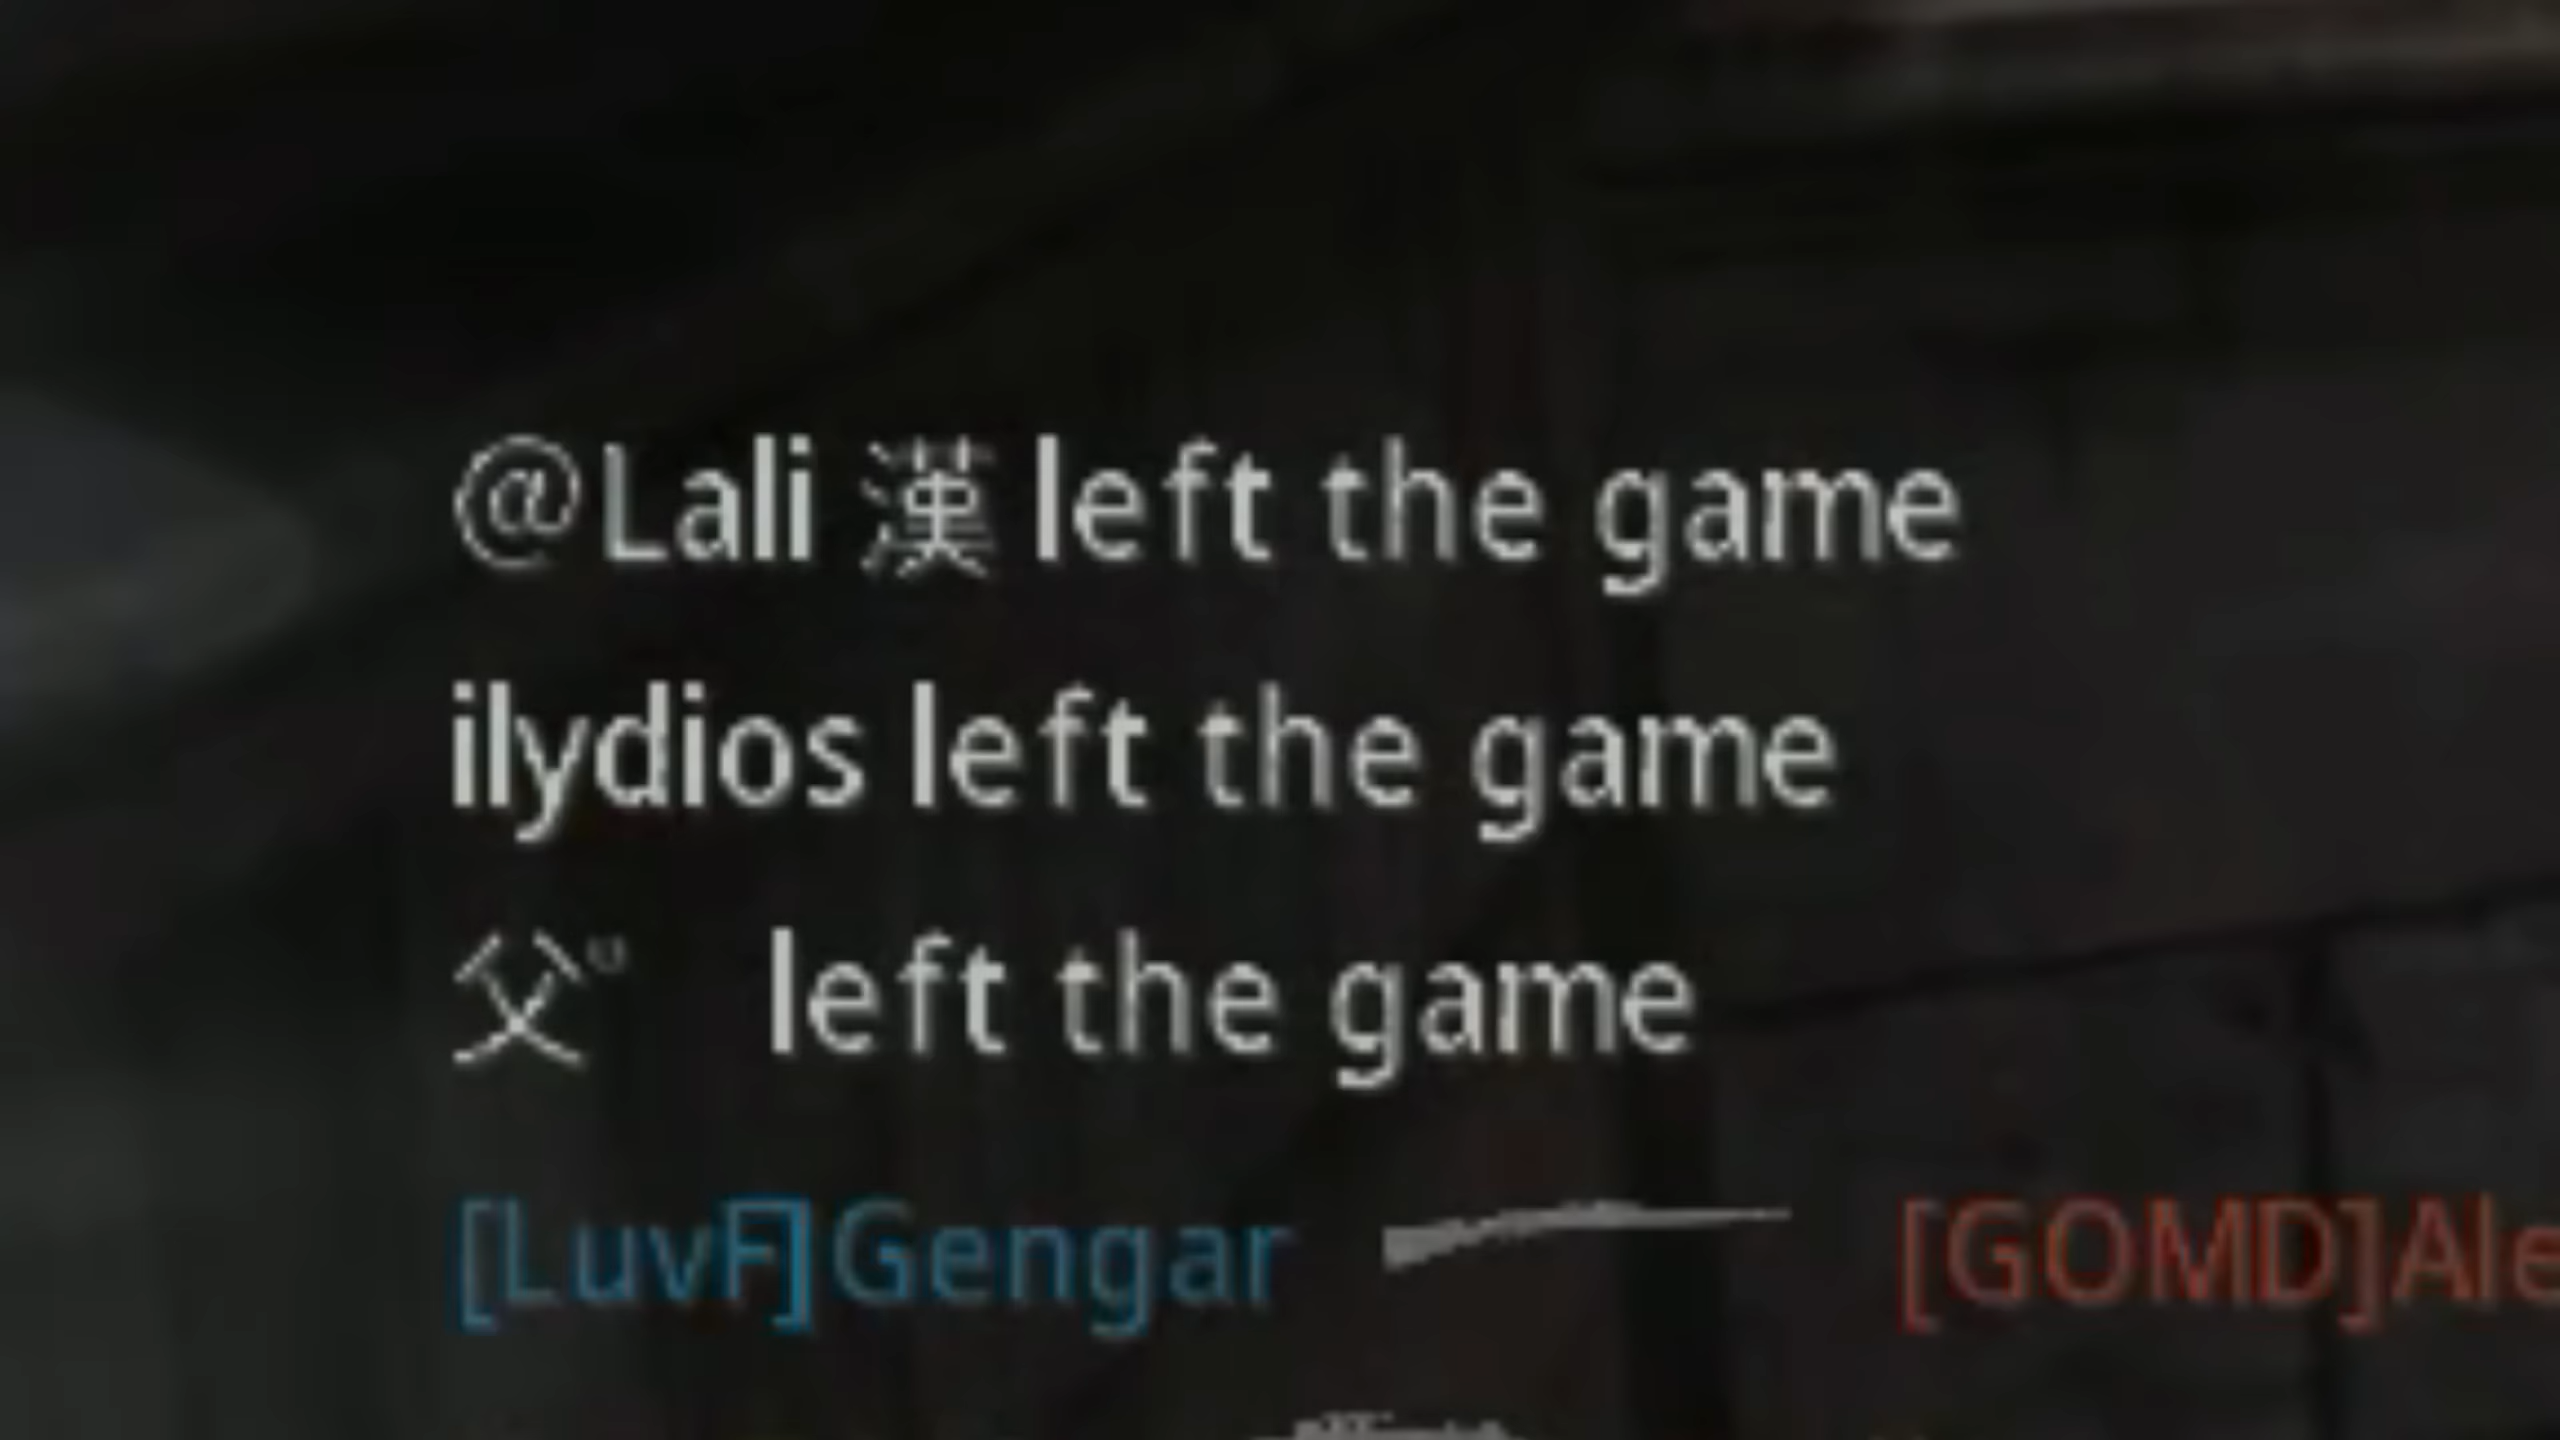 @Lali 漢 left the game
ilydios left the game
父 left the game
[LuvF]Gengar [GOMD]Ale